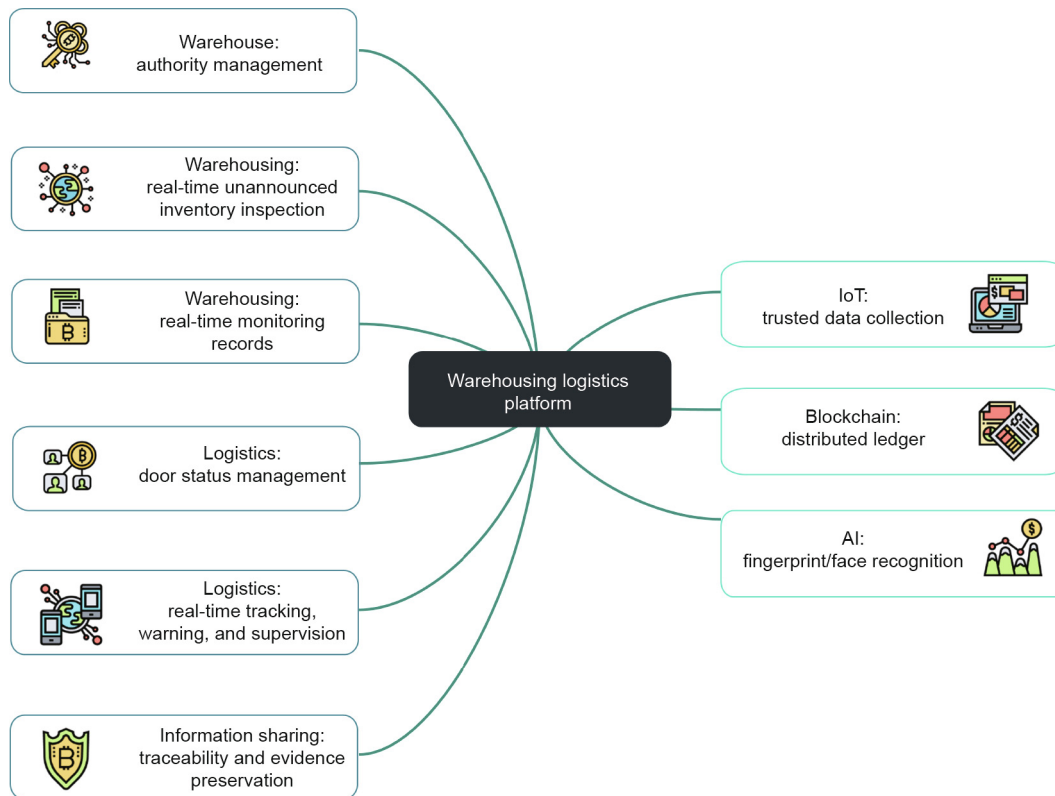 Warehouse:
authority management
Warehousing:
real-time unannounced
inventory inspection
Warehousing:
real-time monitoring
records
Logistics:
door status management
Logistics:
real-time tracking,
warning, and supervision
Information sharing:
traceability and evidence
preservation
Warehousing logistics
platform
IoT:
trusted data collection
Blockchain:
distributed ledger
AI:
fingerprint/face recognition